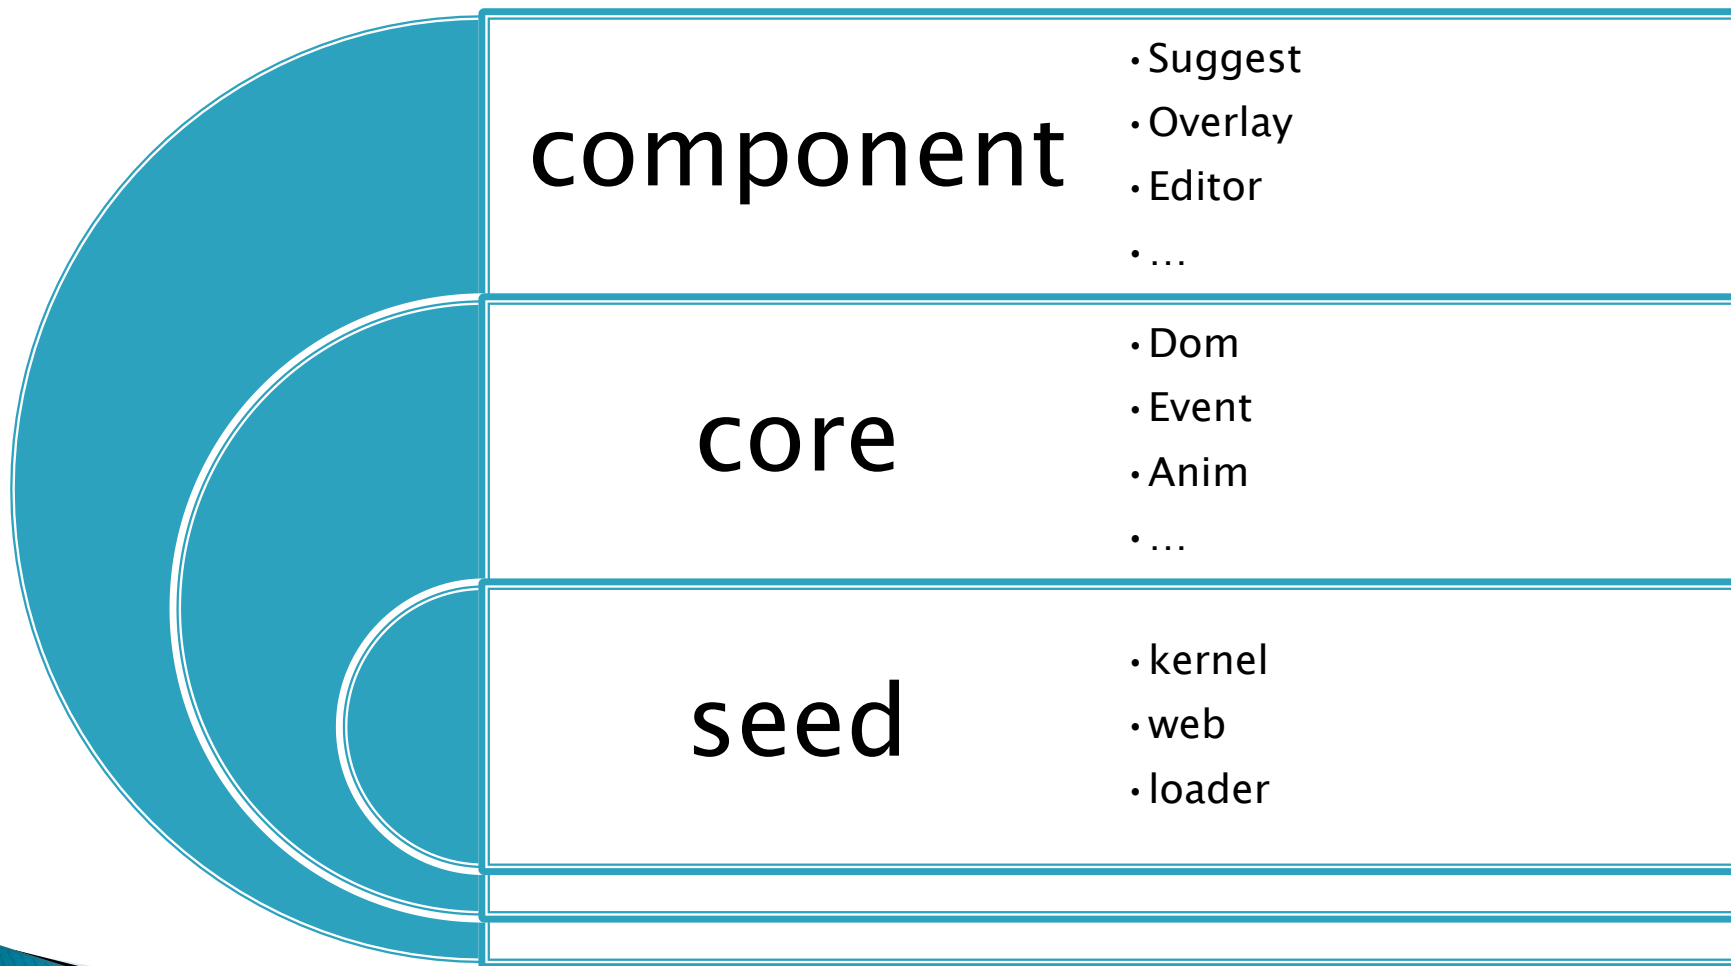 component
• Suggest
• Overlay
• Editor
• …
core
• Dom
• Event
• Anim
• …
seed
• kernel
• web
• loader